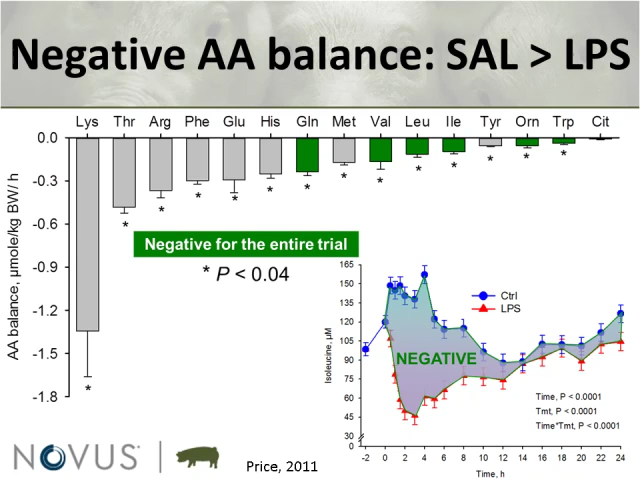 Negative AA balance: SAL > LPS
Lys Thr Arg Phe Glu His Gln Met Val Leu Ile Tyr Orn Trp Cit
0.0
-0.3
-0.6
-0.9
-1.2
-1.5
-1.8
AA balance, µmole/kg BW/ h
* * * * * * * * * * * * * *
Negative for the entire trial
* P < 0.04
165
150
135
120
105
90
75
60
45
30
0
Isoleucine, µM
Ctrl
LPS
NEGATIVE
Time, P < 0.0001
Tmt, P < 0.0001
Time*Tmt, P < 0.0001
-2 0 2 4 6 8 10 12 14 16 18 20 22 24
Time, h
NOVUS®
Price, 2011